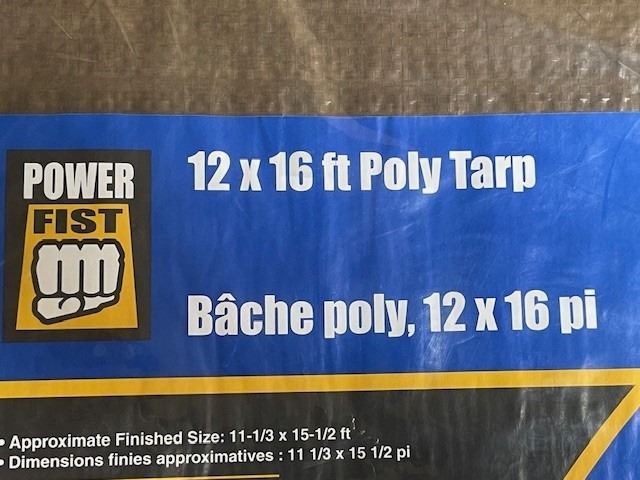 POWER
FIST
12 x 16 ft Poly Tarp
Bâche poly, 12 x 16 pi
• Approximate Finished Size: 11-1/3 x 15-1/2 ft
• Dimensions finies approximatives : 11 1/3 x 15 1/2 pi